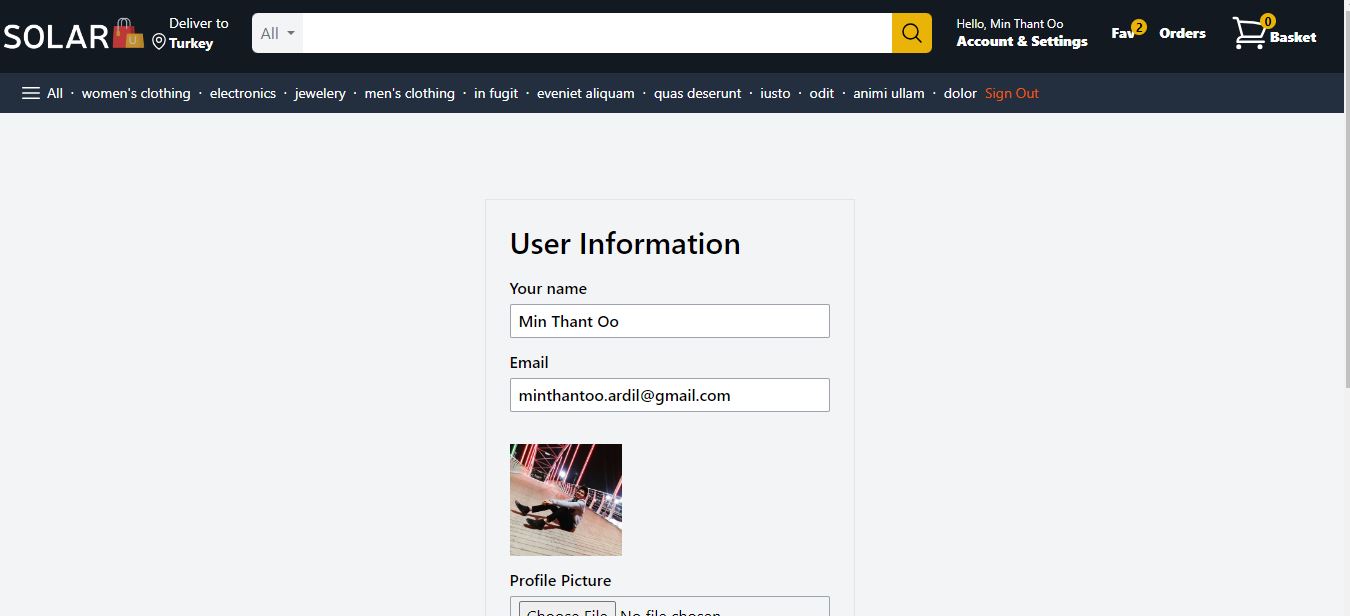 SOLAR
Deliver to
Turkey
All
Hello, Min Thant Oo
Account & Settings
Fav 2
Orders
0
Basket
All · women's clothing · electronics · jewelery · men's clothing · in fugit · eveniet aliquam · quas deserunt · iusto · odit · animi ullam · dolor Sign Out
User Information
Your name
Min Thant Oo
Email
minthantoo.ardil@gmail.com
Profile Picture
Choose File No file chosen